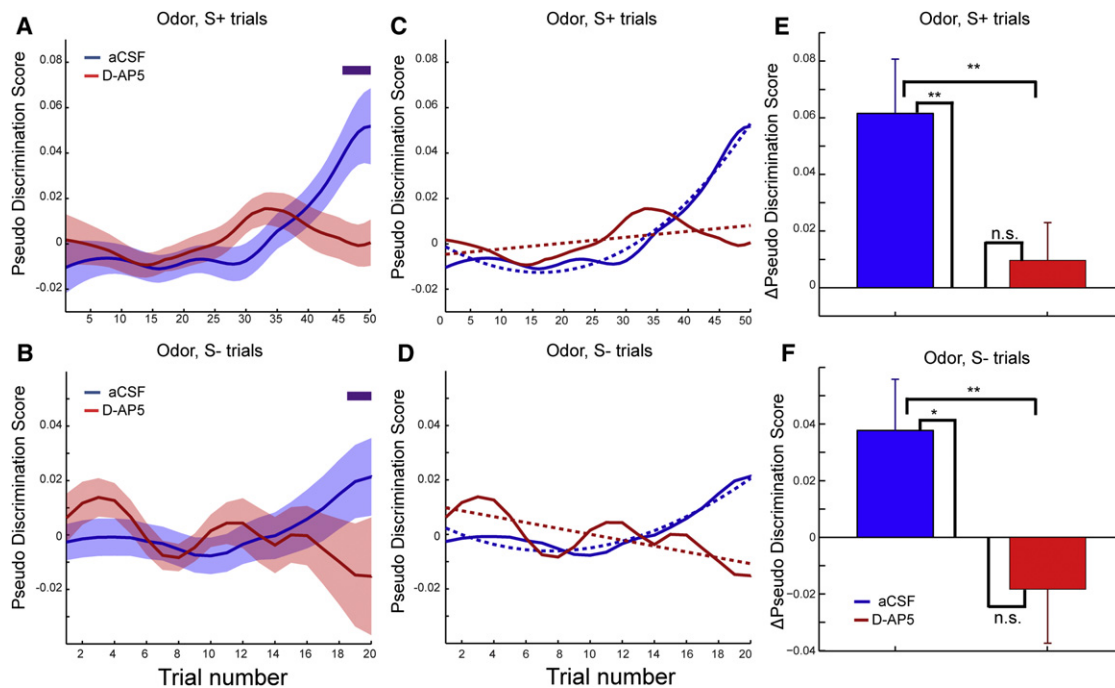 A
Odor, S+ trials
Pseudo Discrimination Score
0.08
0.06
0.04
0.02
0
-0.02
aCSF
D-AP5
5 10 15 20 25 30 35 40 45 50
B
Odor, S- trials
Pseudo Discrimination Score
0.04
0.02
0
-0.02
aCSF
D-AP5
2 4 6 8 10 12 14 16 18 20
Trial number
C
Odor, S+ trials
Pseudo Discrimination Score
0.08
0.06
0.04
0.02
0
-0.02
0 5 10 15 20 25 30 35 40 45 50
D
Odor, S- trials
Pseudo Discrimination Score
0.04
0.02
0
-0.02
2 4 6 8 10 12 14 16 18 20
Trial number
E
Odor, S+ trials
ΔPseudo Discrimination Score
0.08
0.06
0.04
0.02
0
**
**
n.s.
F
Odor, S- trials
ΔPseudo Discrimination Score
0.04
0.02
0
−0.02
−0.04
**
*
n.s.
aCSF
D-AP5